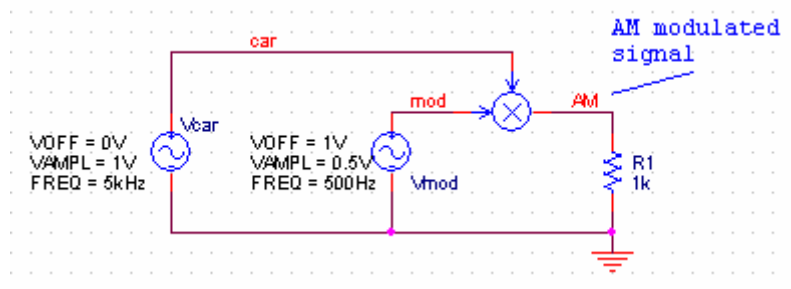 AM modulated
signal
car
mod
AM
Vcar
VOFF = 0V
VAMPL = 1V
FREQ = 5kHz
VOFF = 1V
VAMPL = 0.5V
FREQ = 500Hz
Vmod
R1
1k